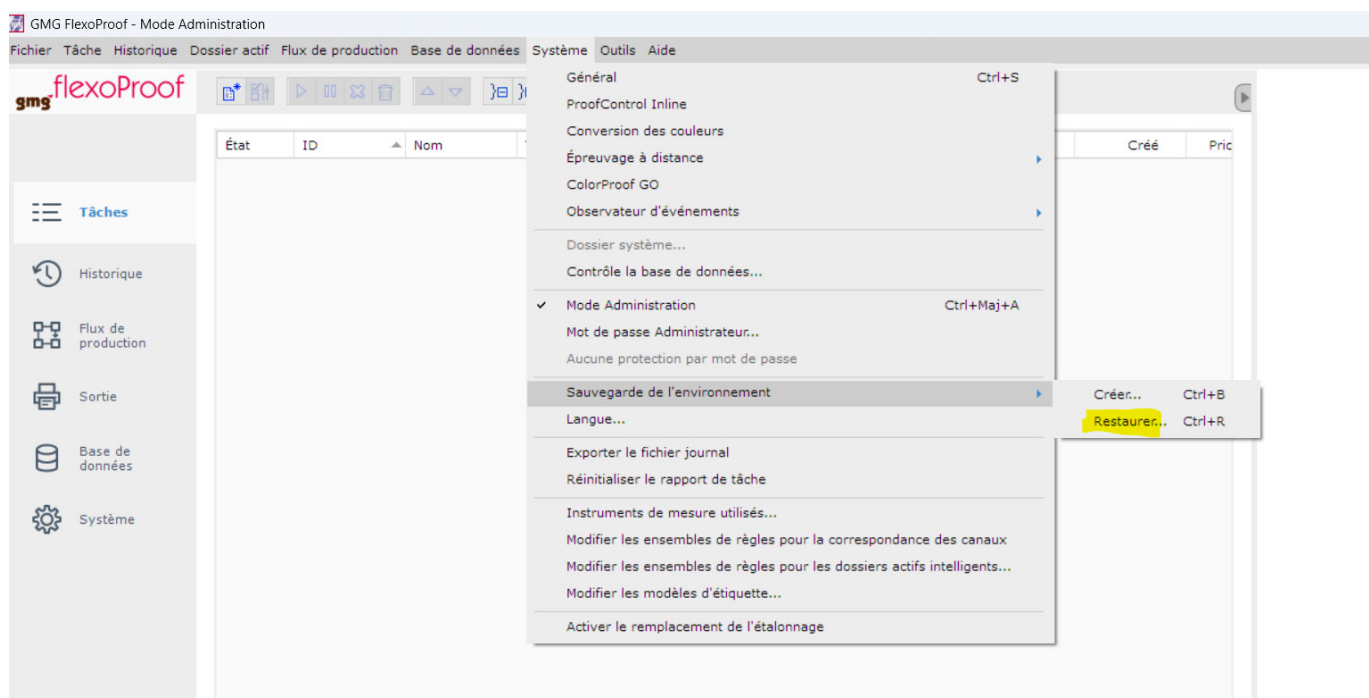 GMG FlexoProof - Mode Administration
Fichier Tâche Historique Dossier actif Flux de production Base de données Système Outils Aide
gmg flexoProof
État ID Nom Créé
Tâches
Historique
Flux de
production
Sortie
Base de
données
Système
Général Ctrl+S
ProofControl Inline
Conversion des couleurs
Épreuvage à distance
ColorProof GO
Observateur d'événements
Dossier système...
Contrôle la base de données...
Mode Administration Ctrl+Maj+A
Mot de passe Administrateur...
Aucune protection par mot de passe
Sauvegarde de l'environnement
Langue...
Exporter le fichier journal
Réinitialiser le rapport de tâche
Instruments de mesure utilisés...
Modifier les ensembles de règles pour la correspondance des canaux
Modifier les ensembles de règles pour les dossiers actifs intelligents...
Modifier les modèles d'étiquette...
Activer le remplacement de l'étalonnage
Créer... Ctrl+B
Restaurer... Ctrl+R